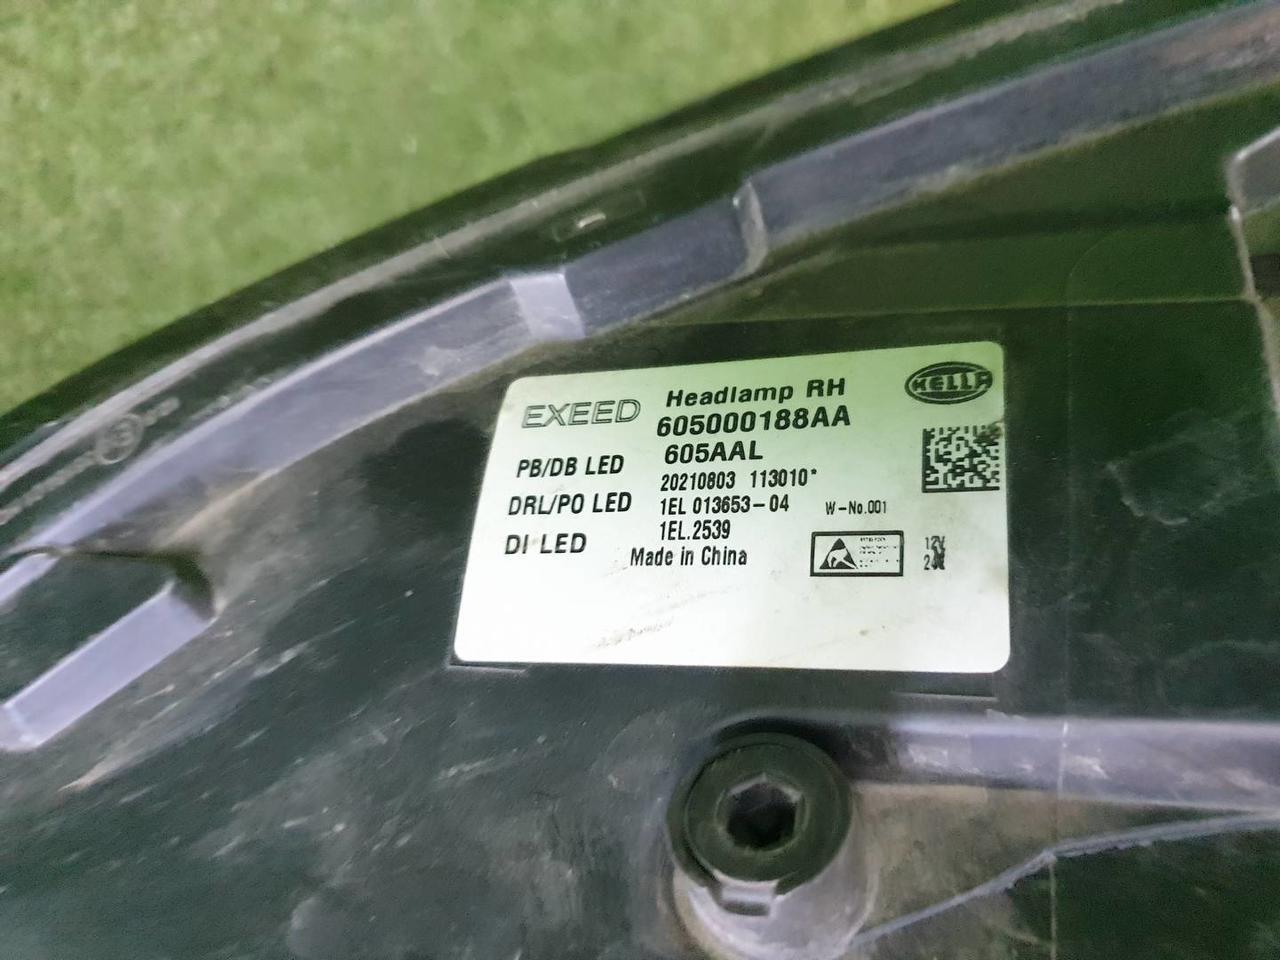 EXEED
Headlamp RH
HELLA
605000188AA
605AAL
PB/DB LED
20210803 113010*
DRL/PO LED
1EL 013653-04
W-No.001
1EL.2539
DI LED
Made in China
12V